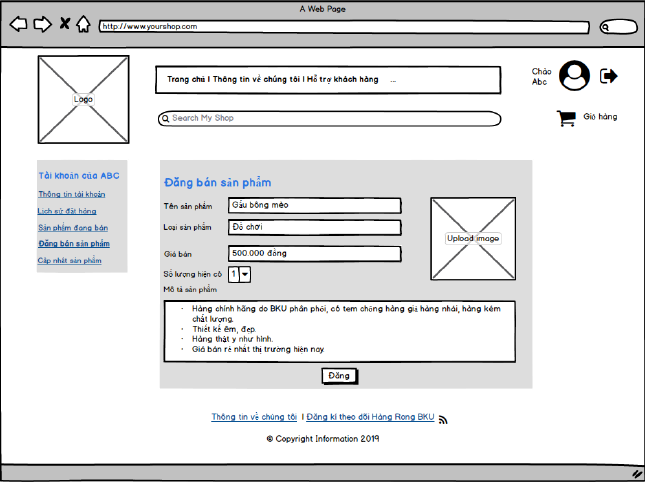 A Web Page
http://www.yourshop.com
Logo
Trang chủ | Thông tin về chúng tôi | Hỗ trợ khách hàng ...
Chào
Abc
Search My Shop
Giỏ hàng
Tài khoản của ABC
Thông tin tài khoản
Lịch sử đặt hàng
Sản phẩm đang bán
Đăng bán sản phẩm
Cập nhật sản phẩm
Đăng bán sản phẩm
Tên sản phẩm
Gấu bông mèo
Loại sản phẩm
Đồ chơi
Giá bán
500.000 đồng
Số lượng hiện có
1
Upload image
Mô tả sản phẩm
· Hàng chính hãng do BKU phân phối, có tem chống hàng giả hàng nhái, hàng kém
chất lượng.
· Thiết kế êm, đẹp.
· Hàng thật y như hình.
· Giá bán rẻ nhất thị trường hiện nay.
Đăng
Thông tin về chúng tôi | Đăng kí theo dõi Hàng Rong BKU
© Copyright Information 2019